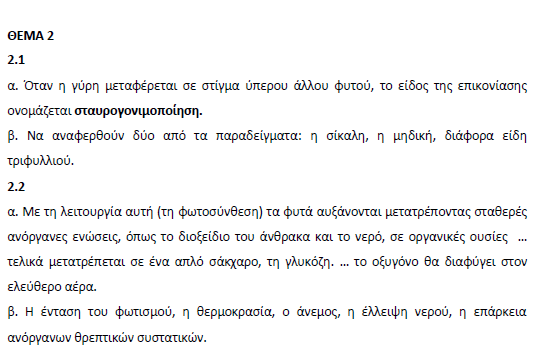 ΘΕΜΑ 2
2.1
α. Όταν η γύρη μεταφέρεται σε στίγμα ύπερου άλλου φυτού, το είδος της επικονίασης
ονομάζεται σταυρογονιμοποίηση.
β. Να αναφερθούν δύο από τα παραδείγματα: η σίκαλη, η μηδική, διάφορα είδη
τριφυλλιού.
2.2
α. Με τη λειτουργία αυτή (τη φωτοσύνθεση) τα φυτά αυξάνονται μετατρέποντας σταθερές
ανόργανες ενώσεις, όπως το διοξείδιο του άνθρακα και το νερό, σε οργανικές ουσίες ...
τελικά μετατρέπεται σε ένα απλό σάκχαρο, τη γλυκόζη. ... το οξυγόνο θα διαφύγει στον
ελεύθερο αέρα.
β. Η ένταση του φωτισμού, η θερμοκρασία, ο άνεμος, η έλλειψη νερού, η επάρκεια
ανόργανων θρεπτικών συστατικών.